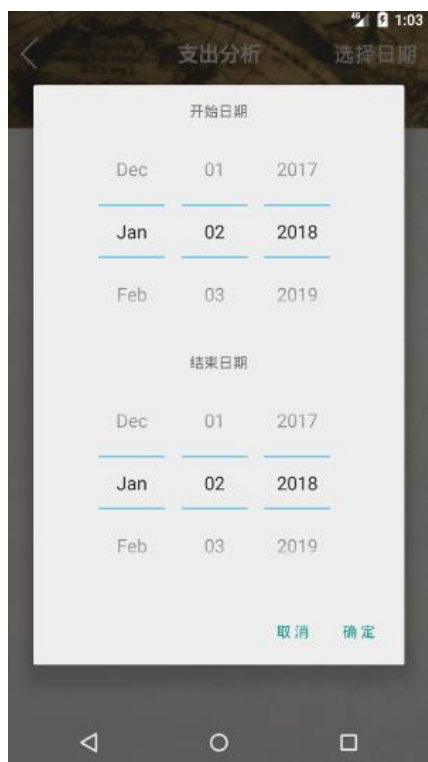 4G 1:03
支出分析 选择日期
开始日期
Dec 01 2017
Jan 02 2018
Feb 03 2019
结束日期
Dec 01 2017
Jan 02 2018
Feb 03 2019
取消 确定